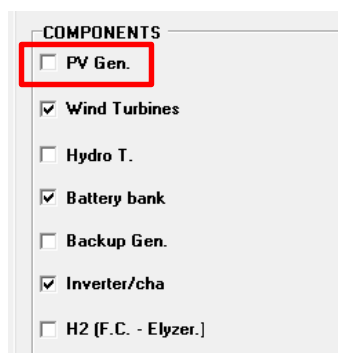 COMPONENTS
PV Gen.
Wind Turbines
Hydro T.
Battery bank
Backup Gen.
Inverter/cha
H2 (F.C. - Elyzer.)